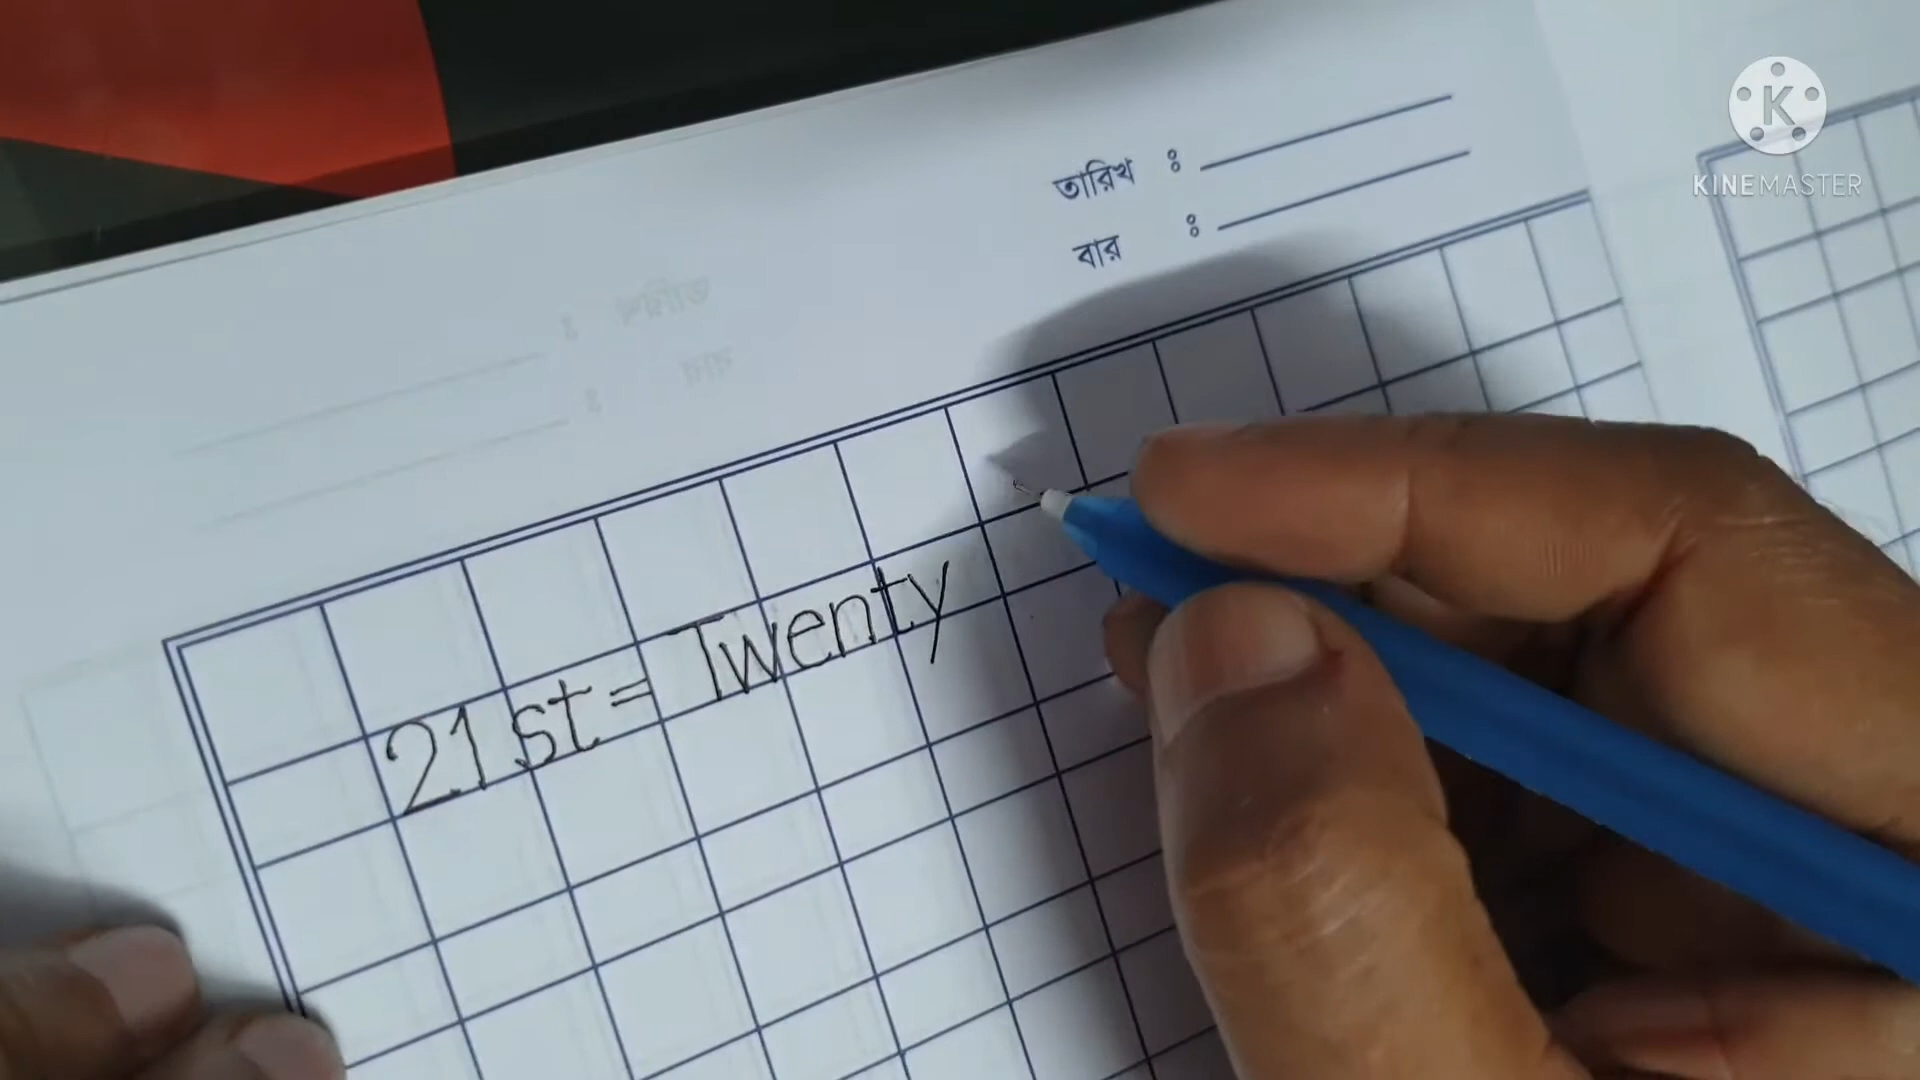 KINEMASTER
তারিখ :
বার :
21st = Twenty